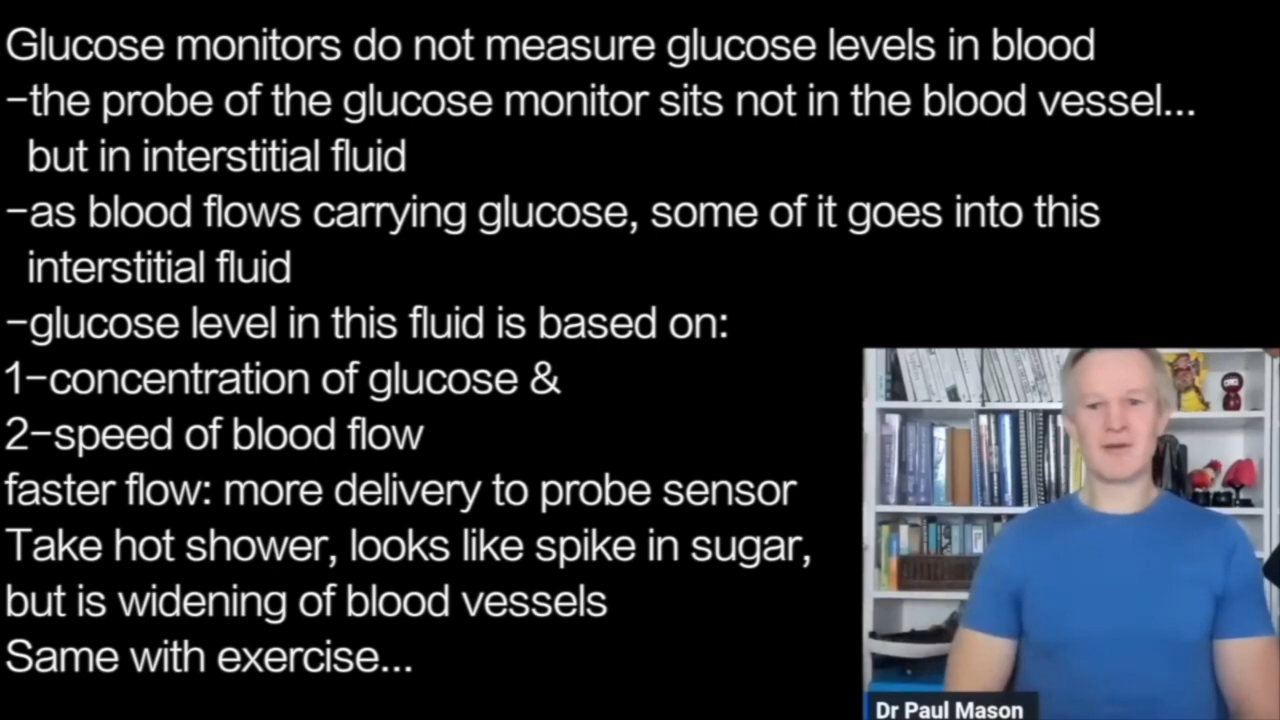 Glucose monitors do not measure glucose levels in blood
-the probe of the glucose monitor sits not in the blood vessel...
but in interstitial fluid
-as blood flows carrying glucose, some of it goes into this
interstitial fluid
-glucose level in this fluid is based on:
1-concentration of glucose &
2-speed of blood flow
faster flow: more delivery to probe sensor
Take hot shower, looks like spike in sugar,
but is widening of blood vessels
Same with exercise...
Dr Paul Mason